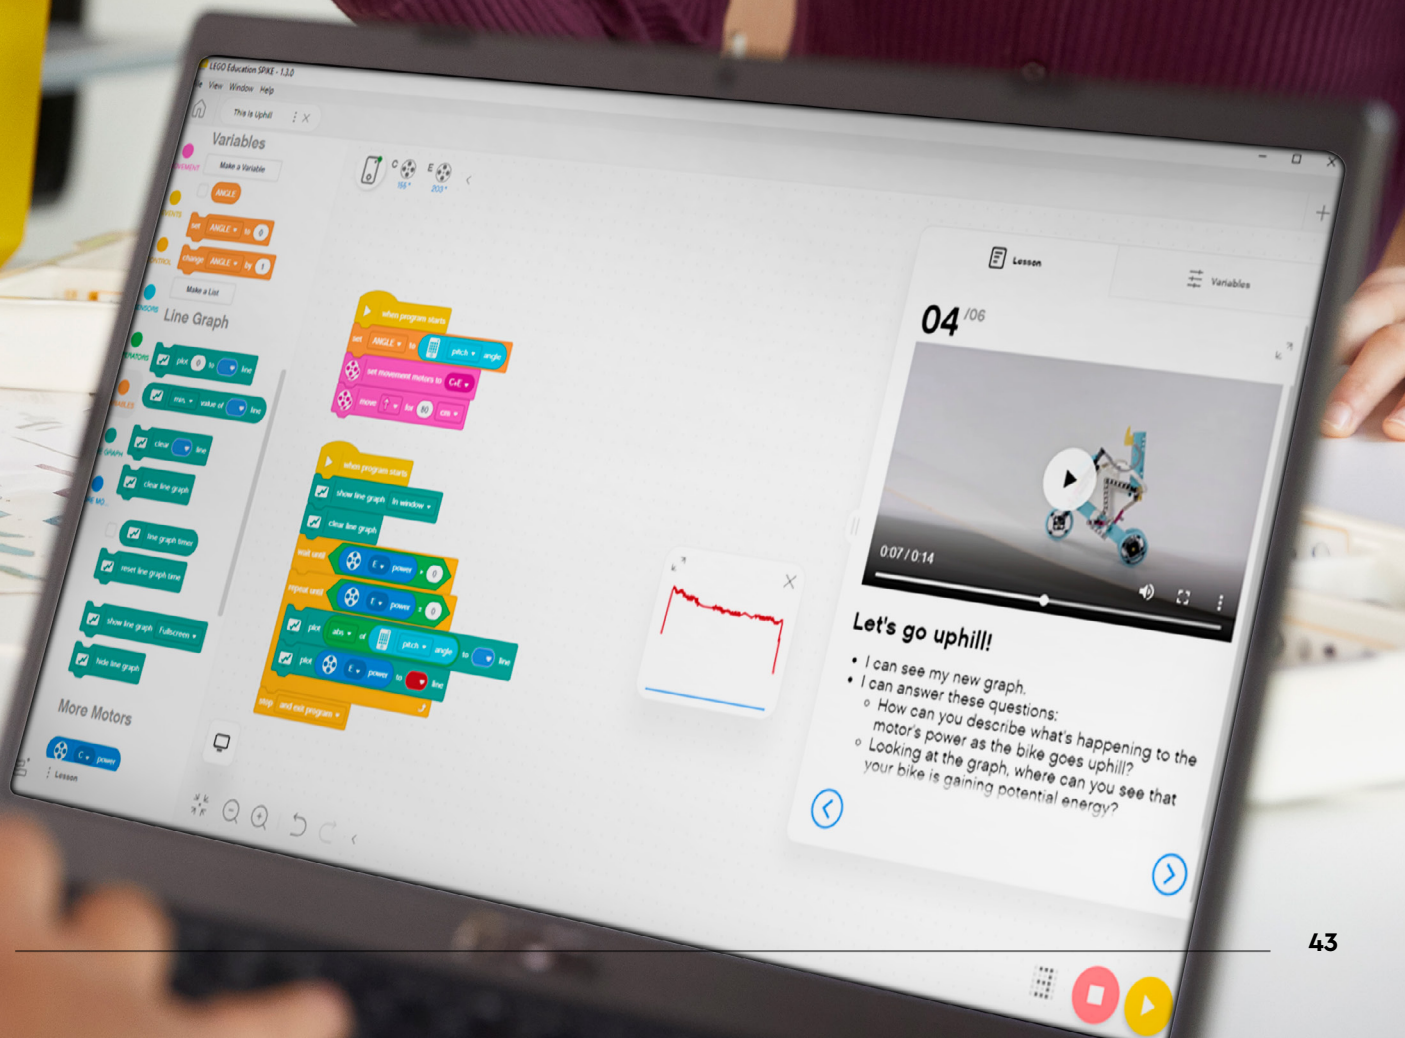 LEGO Education SPIKE - 1.3.0
View Window Help
This is Uphill
Variables
Make a Variable
ANGLE
set ANGLE to 0
change ANGLE by 1
Make a List
Line Graph
plot 0 to line
min. value of line
clear line
clear line graph
line graph timer
reset line graph time
show line graph Fullscreen
hide line graph
More Motors
C power
Lesson
C
E
203°
when program starts
set ANGLE to pitch angle
set movement motors to C+E
move for 80 cm
when program starts
show line graph in window
clear line graph
wait until E power 0
repeat until E power 0
plot abs of pitch angle to line
plot E power to line
stop and exit program
Lesson
Variables
04 /06
0:07 / 0:14
Let's go uphill!
• I can see my new graph.
• I can answer these questions:
How can you describe what's happening to the
motor's power as the bike goes uphill?
Looking at the graph, where can you see that
your bike is gaining potential energy?
43